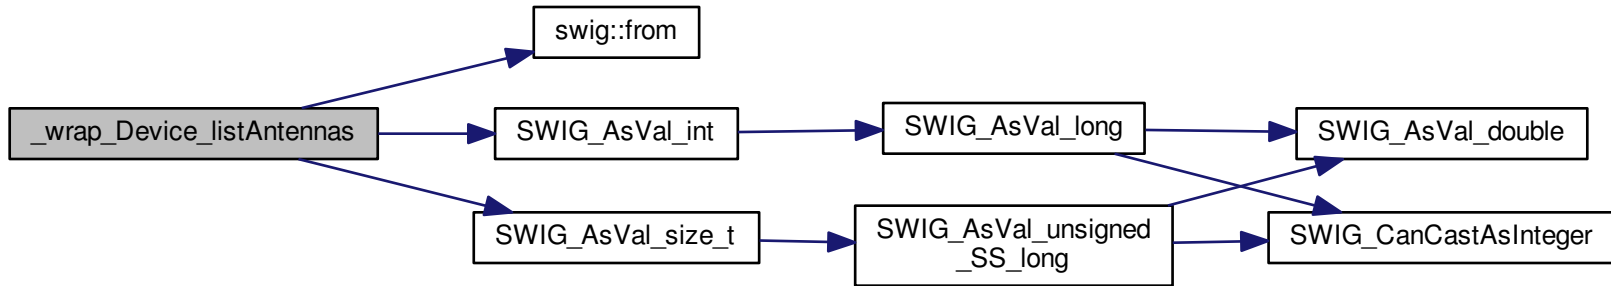 swig::from
_wrap_Device_listAntennas
SWIG_AsVal_int
SWIG_AsVal_long
SWIG_AsVal_double
SWIG_AsVal_size_t
SWIG_AsVal_unsigned
_SS_long
SWIG_CanCastAsInteger